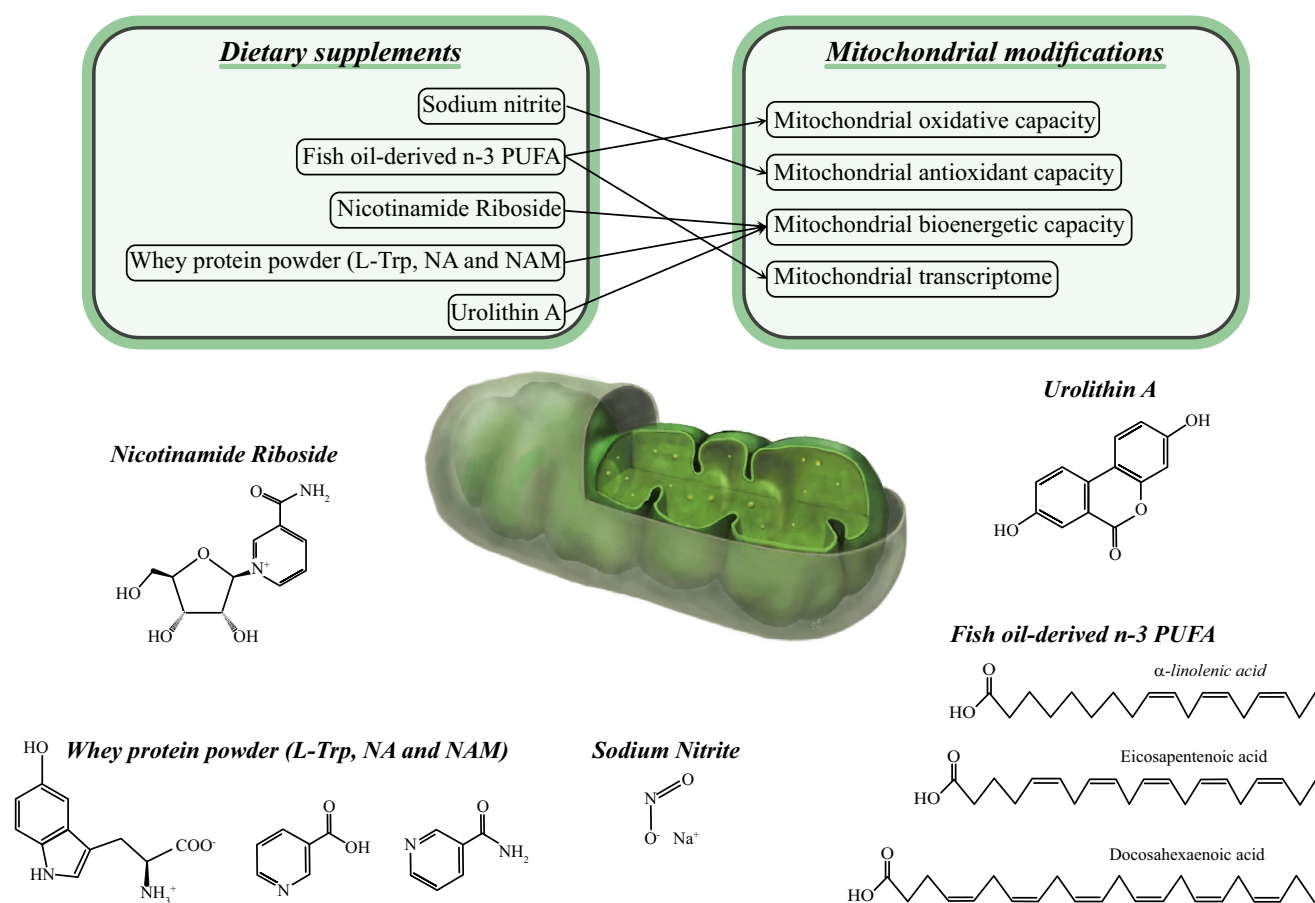 Dietary supplements
Sodium nitrite
Fish oil-derived n-3 PUFA
Nicotinamide Riboside
Whey protein powder (L-Trp, NA and NAM
Urolithin A
Mitochondrial modifications
Mitochondrial oxidative capacity
Mitochondrial antioxidant capacity
Mitochondrial bioenergetic capacity
Mitochondrial transcriptome
Nicotinamide Riboside
O
NH₂
O
N⁺
HO
HO
OH
Urolithin A
OH
O
HO
O
Fish oil-derived n-3 PUFA
α-linolenic acid
O
HO
Eicosapentenoic acid
O
HO
Docosahexaenoic acid
O
HO
Whey protein powder (L-Trp, NA and NAM)
HO
COO⁻
HN
NH₃⁺
O
OH
N
O
N
NH₂
Sodium Nitrite
O
N
O⁻ Na⁺